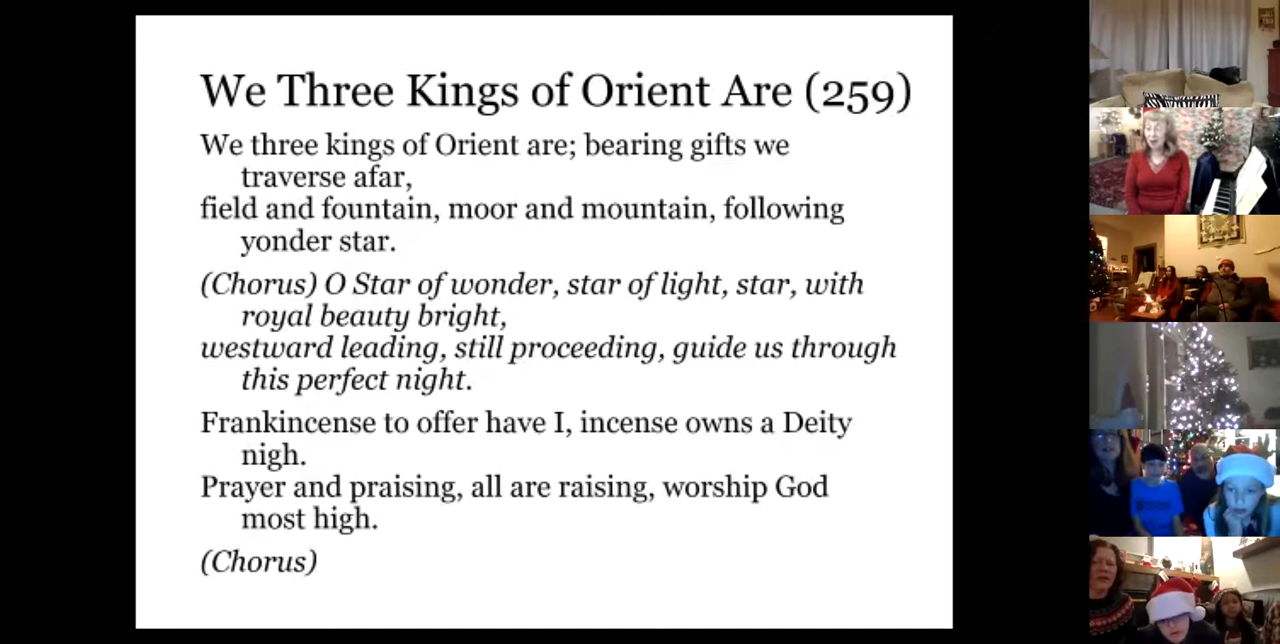 We Three Kings of Orient Are (259)
We three kings of Orient are; bearing gifts we
traverse afar,
field and fountain, moor and mountain, following
yonder star.
(Chorus) O Star of wonder, star of light, star, with
royal beauty bright,
westward leading, still proceeding, guide us through
this perfect night.
Frankincense to offer have I, incense owns a Deity
nigh.
Prayer and praising, all are raising, worship God
most high.
(Chorus)